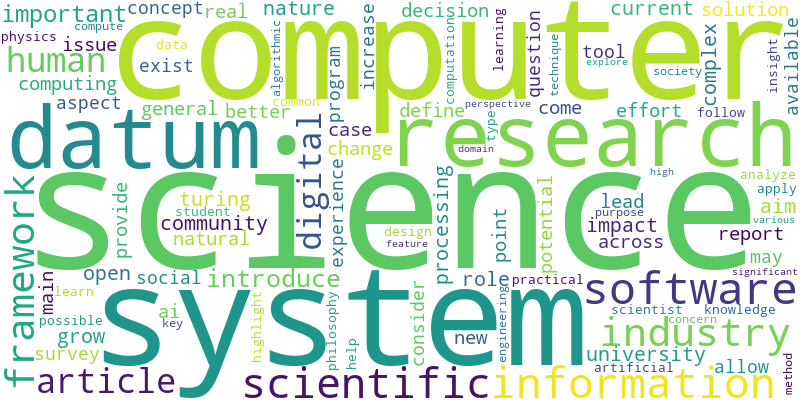 important
concept
real
nature
decision
current
solution
physics
compute
computer
issue
data
human
exist
computing
aspect
general
better
common
algorithmic
increase
program
computation
learning
question
tool
technique
explore
society
complex
insight
available
perspective
define
type
come
effort
follow
case
change
domain
datum
digital
research
science
framework
provide
turing
student
community
natural
experience
design
feature
processing
point
potential
lead
purpose
impact
across
analyze
apply
aim
various
report
main
open
social
introduce
role
practical
may
significant
system
software
possible
learn
grow
survey
ai
key
highlight
philosophy
help
consider
new
engineering
scientist
knowledge
concern
industry
university
artificial
allow
method
article
scientific
information
high